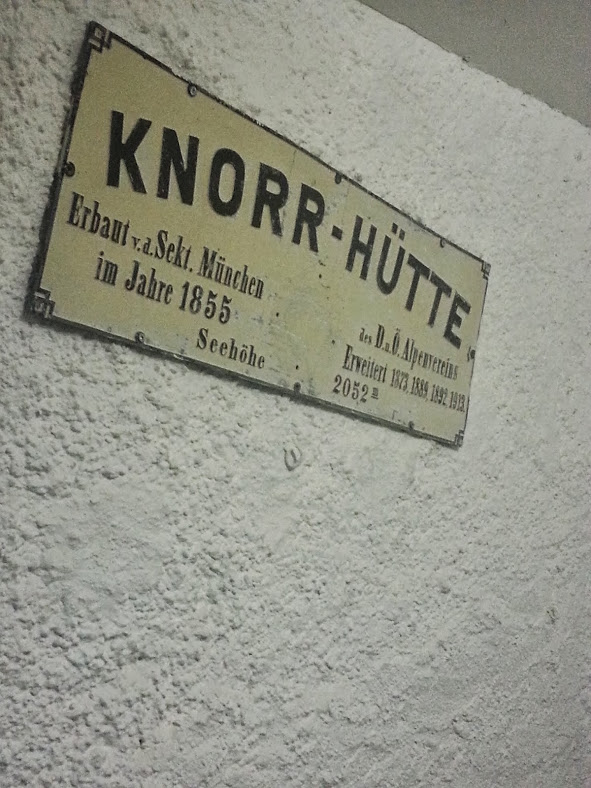 KNORR-HÜTTE
Erbaut v. d. Sekt. München des D. u. Ö. Alpenvereins
im Jahre 1855 Erweitert 1873, 1889, 1892, 1913.
Seehöhe 2052 m